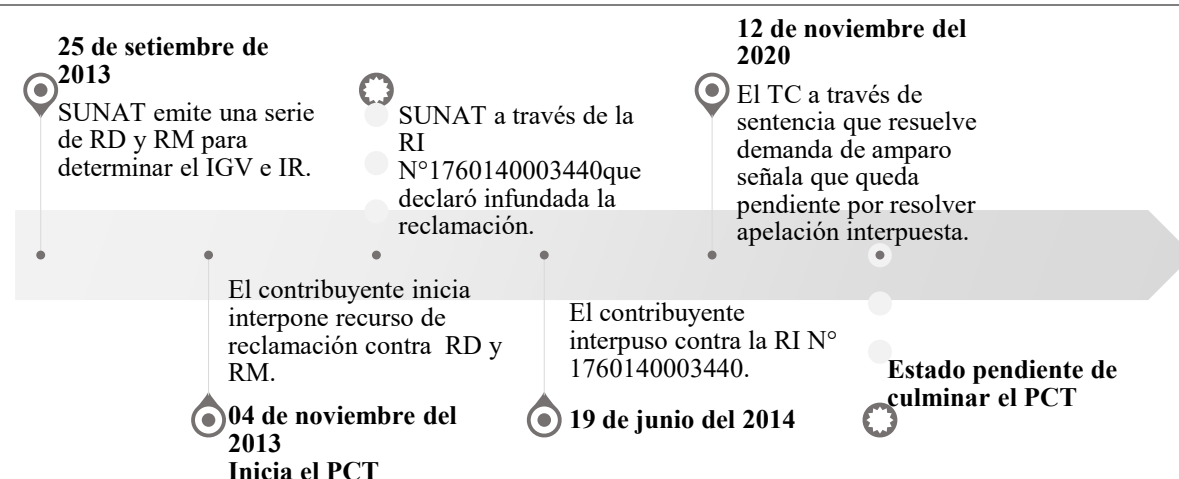 25 de setiembre de
2013
SUNAT emite una serie
de RD y RM para
determinar el IGV e IR.
El contribuyente inicia
interpone recurso de
reclamación contra RD y
RM.
04 de noviembre del
2013
Inicia el PCT
SUNAT a través de la
RI
N°1760140003440que
declaró infundada la
reclamación.
El contribuyente
interpuso contra la RI N°
1760140003440.
19 de junio del 2014
12 de noviembre del
2020
El TC a través de
sentencia que resuelve
demanda de amparo
señala que queda
pendiente por resolver
apelación interpuesta.
Estado pendiente de
culminar el PCT